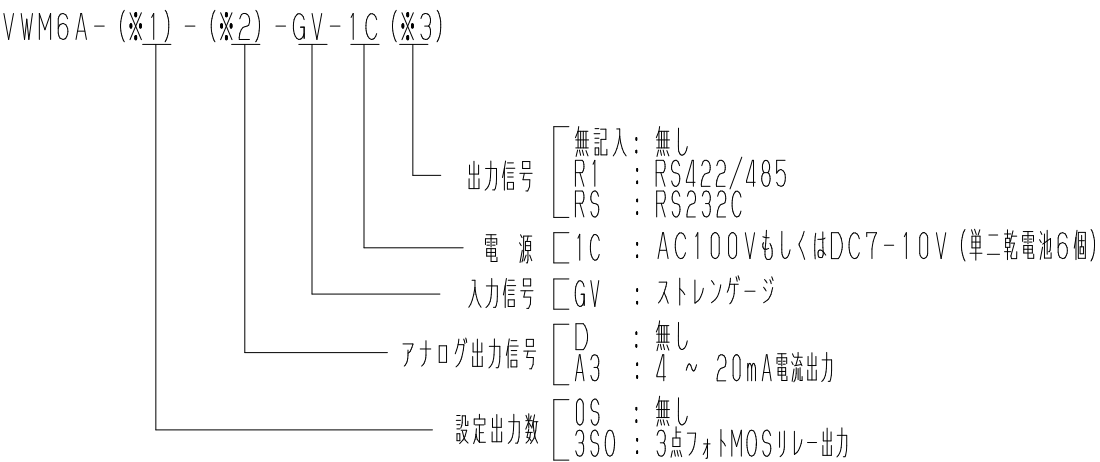 VWM6A-(※1)-(※2)-GV-1C(※3)
出力信号
無記入: 無し
R1 : RS422/485
RS : RS232C
電 源
1C : AC100VもしくはDC7-10V (単二乾電池6個)
入力信号
GV : ストレンゲージ
アナログ出力信号
D : 無し
A3 : 4 ~ 20mA電流出力
設定出力数
0S : 無し
3SO : 3点フォトMOSリレー出力